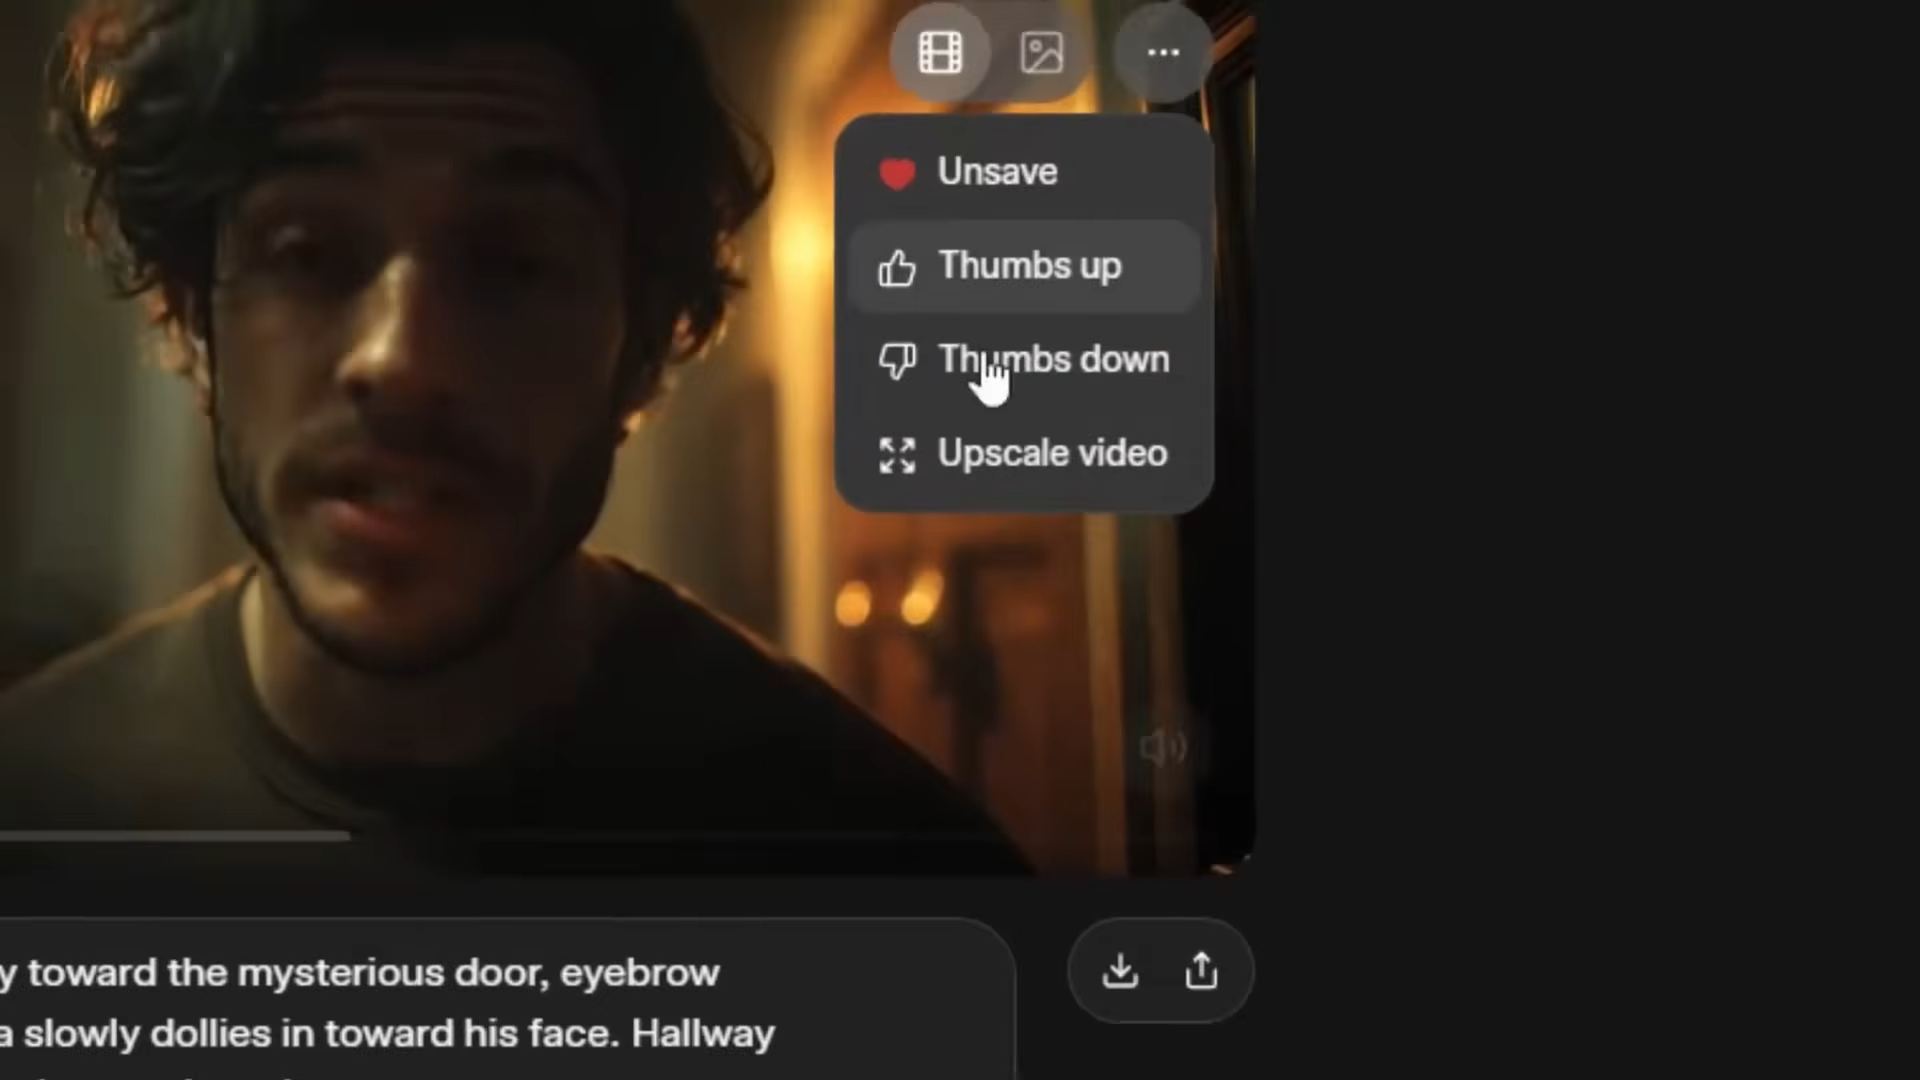 Unsave
Thumbs up
Thumbs down
Upscale video
y toward the mysterious door, eyebrow
a slowly dollies in toward his face. Hallway